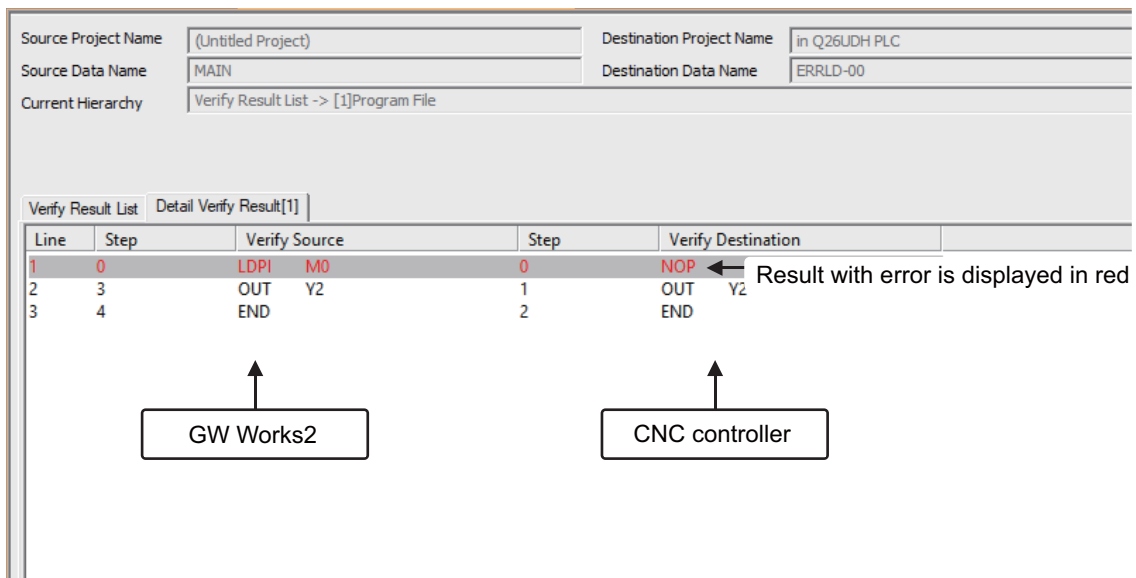 Source Project Name (Untitled Project) Destination Project Name in Q26UDH PLC
Source Data Name MAIN Destination Data Name ERRLD-00
Current Hierarchy Verify Result List -> [1]Program File
Verify Result List Detail Verify Result[1]
Line Step Verify Source Step Verify Destination
1 0 LDPI M0 0 NOP Result with error is displayed in red
2 3 OUT Y2 1 OUT Y2
3 4 END 2 END
GW Works2 CNC controller